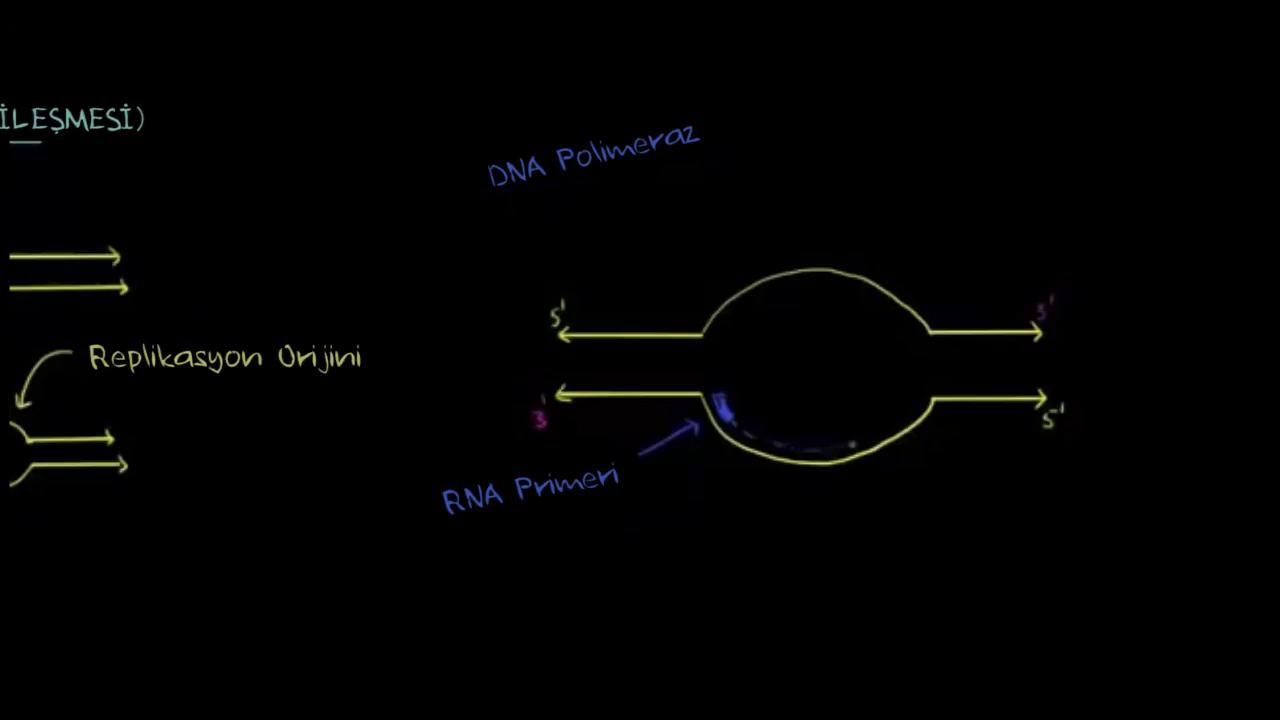 İLEŞMESİ)
DNA Polimeraz
5'
3'
Replikasyon Orijini
3'
5'
RNA Primeri